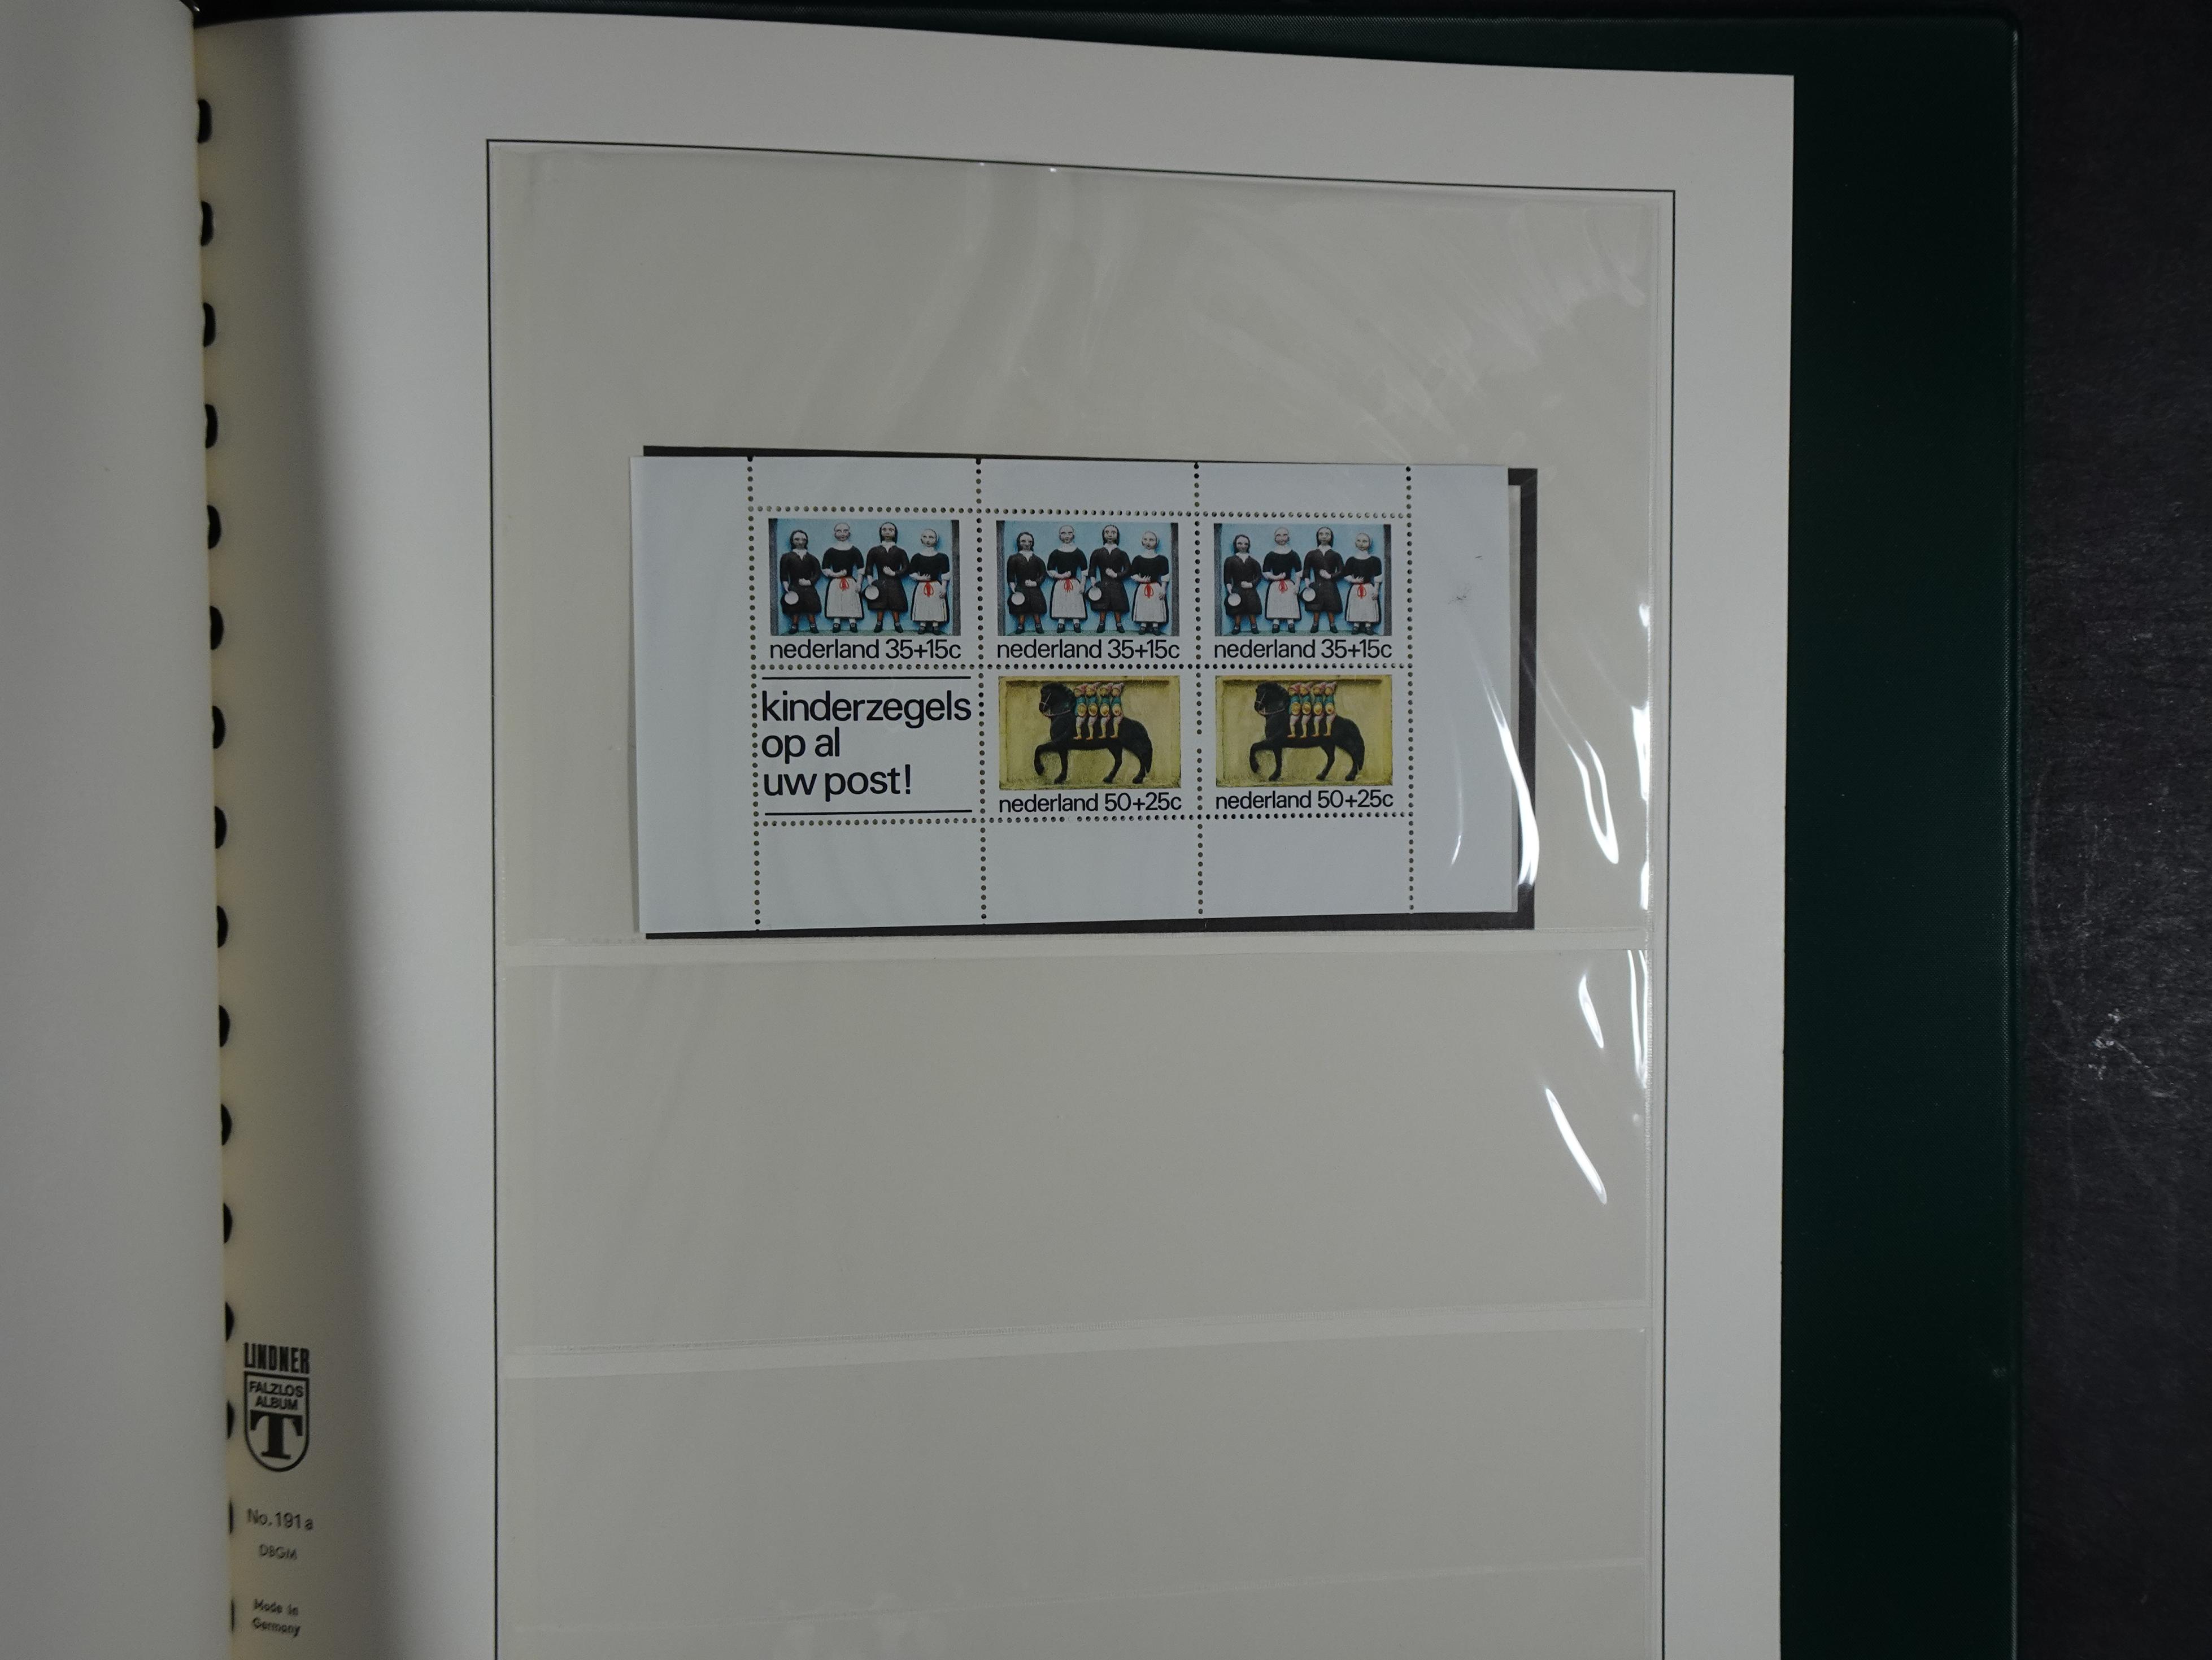 nederland 35+15c
nederland 35+15c
nederland 35+15c
kinderzegels
op al
uw post!
nederland 50+25c
nederland 50+25c
LINDNER
FALZLOS
ALBUM
T
No. 191a
DBGM
Made in
Germany